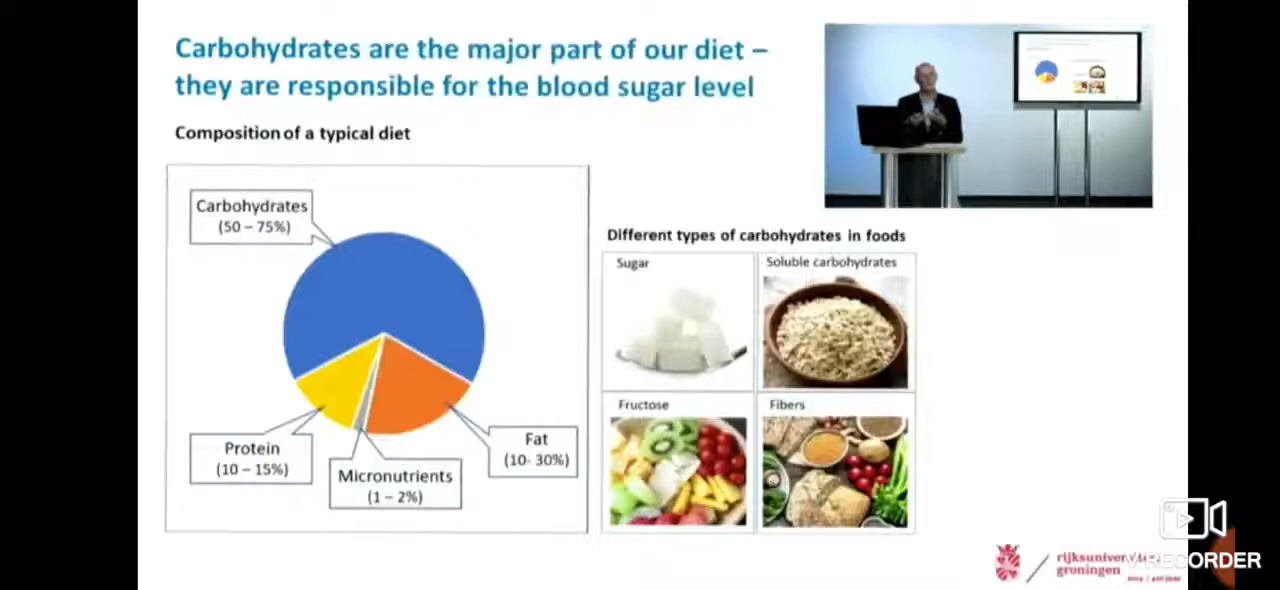 Carbohydrates are the major part of our diet –
they are responsible for the blood sugar level
Composition of a typical diet
Carbohydrates
(50 – 75%)
Protein
(10 – 15%)
Micronutrients
(1 – 2%)
Fat
(10- 30%)
Different types of carbohydrates in foods
Sugar
Soluble carbohydrates
Fructose
Fibers
groningen
RECORDER